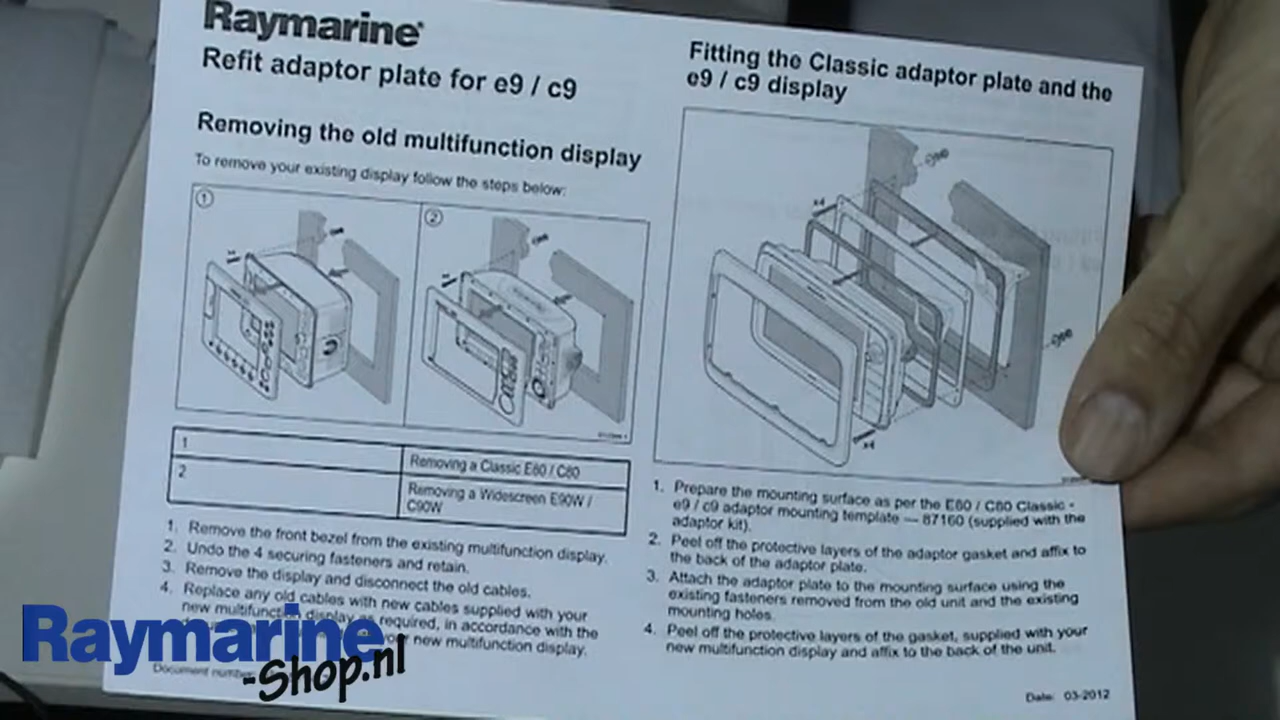 Raymarine®
Refit adaptor plate for e9 / c9
Removing the old multifunction display
To remove your existing display follow the steps below:
1
2
1
Removing a Classic E80 / C80
2
Removing a Widescreen E90W /
C90W
1. Remove the front bezel from the existing multifunction display.
2. Undo the 4 securing fasteners and retain.
3. Remove the display and disconnect the old cables.
4. Replace any old cables with new cables supplied with your
new multifunction display as required, in accordance with the
new multifunction display.
Document number
Fitting the Classic adaptor plate and the
e9 / c9 display
x4
x4
1. Prepare the mounting surface as per the E80 / C80 Classic -
e9 / c9 adaptor mounting template — 87160 (supplied with the
adaptor kit).
2. Peel off the protective layers of the adaptor gasket and affix to
the back of the adaptor plate.
3. Attach the adaptor plate to the mounting surface using the
existing fasteners removed from the old unit and the existing
mounting holes.
4. Peel off the protective layers of the gasket, supplied with your
new multifunction display and affix to the back of the unit.
Date: 03-2012
Raymarine
-Shop.nl